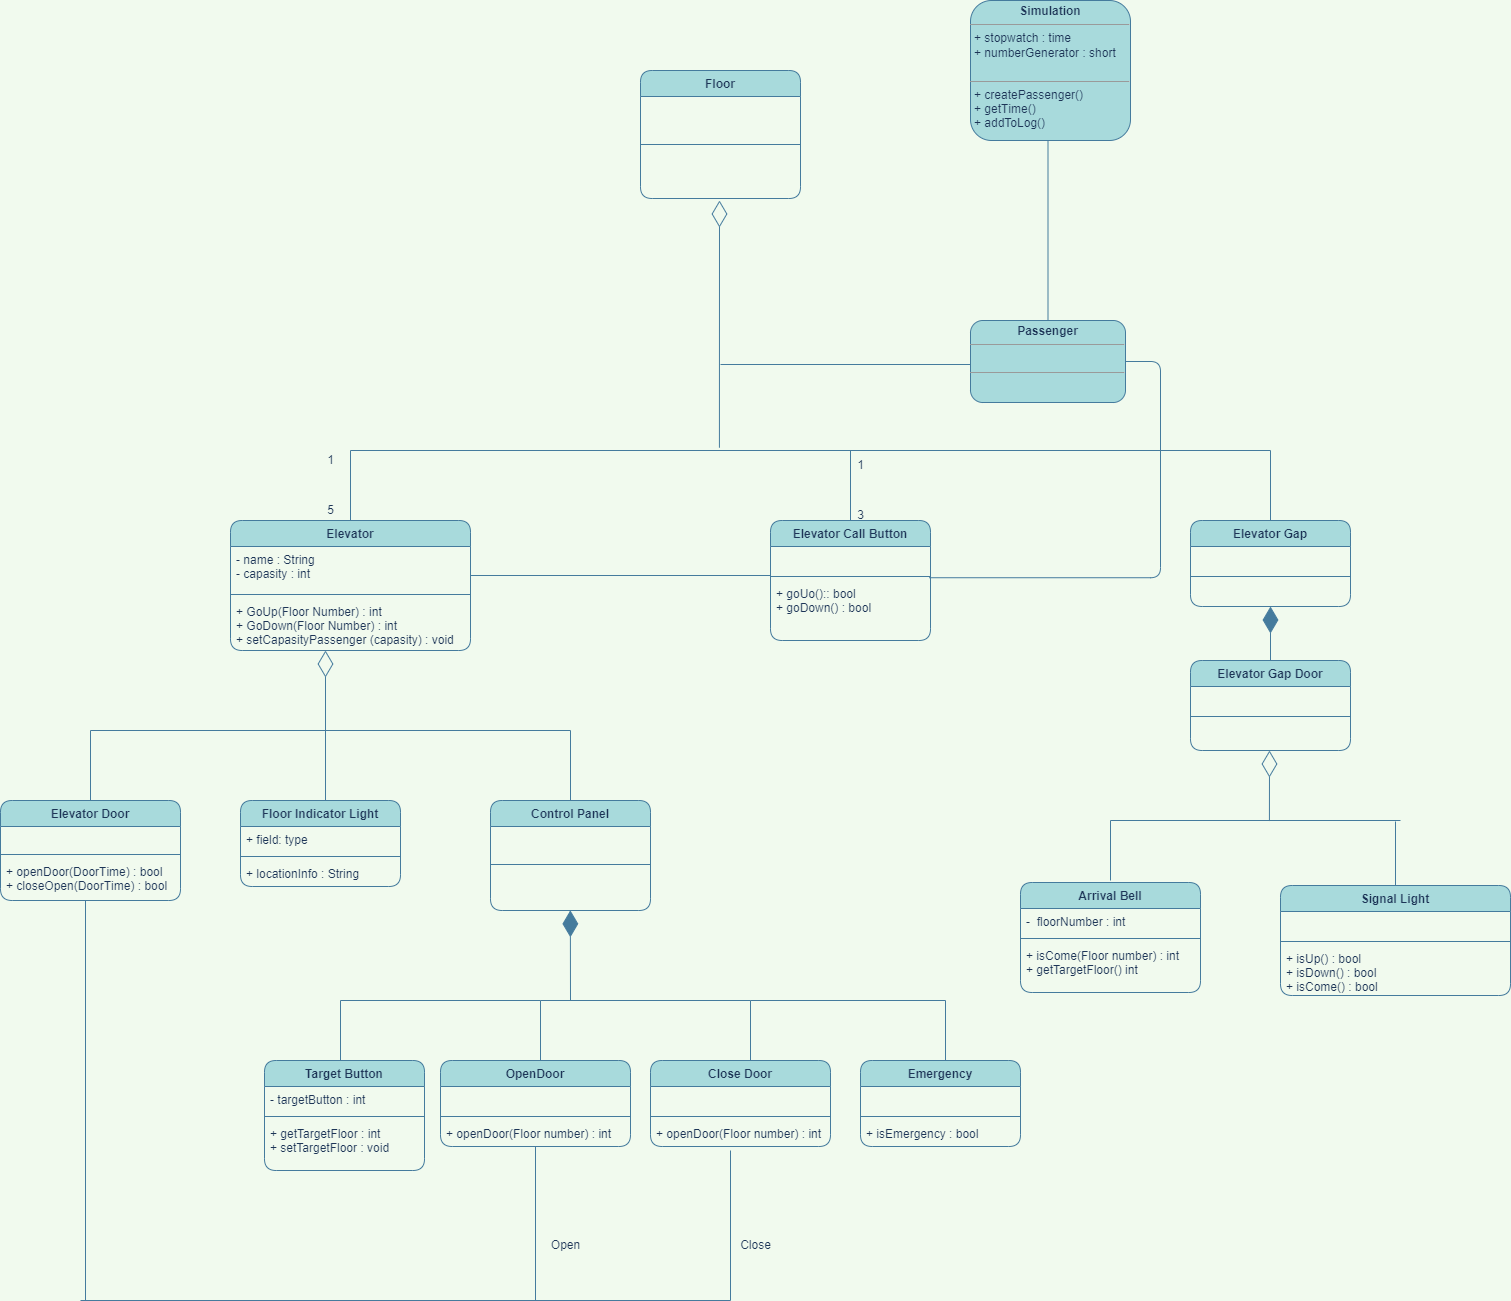 Simulation
+ stopwatch : time
+ numberGenerator : short
+ createPassenger()
+ getTime()
+ addToLog()
Floor
Passenger
1
1
5
3
Elevator
- name : String
- capasity : int
+ GoUp(Floor Number) : int
+ GoDown(Floor Number) : int
+ setCapasityPassenger (capasity) : void
Elevator Call Button
+ goUo():: bool
+ goDown() : bool
Elevator Gap
Elevator Gap Door
Elevator Door
+ openDoor(DoorTime) : bool
+ closeOpen(DoorTime) : bool
Floor Indicator Light
+ field: type
+ locationInfo : String
Control Panel
Arrival Bell
- floorNumber : int
+ isCome(Floor number) : int
+ getTargetFloor() int
Signal Light
+ isUp() : bool
+ isDown() : bool
+ isCome() : bool
Target Button
- targetButton : int
+ getTargetFloor : int
+ setTargetFloor : void
OpenDoor
+ openDoor(Floor number) : int
Close Door
+ openDoor(Floor number) : int
Emergency
+ isEmergency : bool
Open
Close